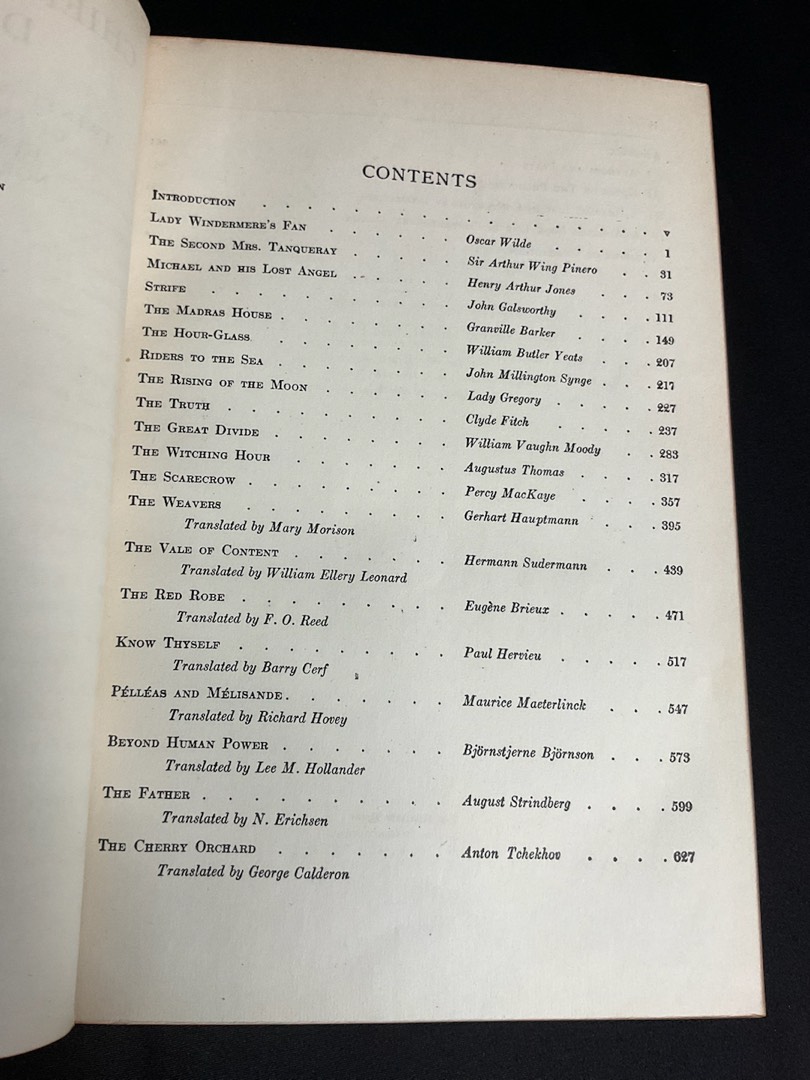 CONTENTS
INTRODUCTION . . . . . . . . . . . . . . . . . v
LADY WINDERMERE'S FAN . . . . . Oscar Wilde . . . . . 1
THE SECOND MRS. TANQUERAY . . . . Sir Arthur Wing Pinero . . 31
MICHAEL AND HIS LOST ANGEL . . . . Henry Arthur Jones . . . 73
STRIFE . . . . . . . . John Galsworthy . . . . 111
THE MADRAS HOUSE . . . . . . Granville Barker . . . . 149
THE HOUR-GLASS . . . . . . William Butler Yeats . . . 207
RIDERS TO THE SEA . . . . . . John Millington Synge . . . 217
THE RISING OF THE MOON . . . . . Lady Gregory . . . . . 227
THE TRUTH . . . . . . . Clyde Fitch . . . . . 237
THE GREAT DIVIDE . . . . . . William Vaughn Moody . . 283
THE WITCHING HOUR . . . . . Augustus Thomas . . . . 317
THE SCARECROW . . . . . . . Percy MacKaye . . . . 357
THE WEAVERS . . . . . . . Gerhart Hauptmann . . . 395
Translated by Mary Morison
THE VALE OF CONTENT . . . . . . Hermann Sudermann . . . 439
Translated by William Ellery Leonard
THE RED ROBE . . . . . . . . Eugène Brieux . . . . . 471
Translated by F. O. Reed
KNOW THYSELF . . . . . . . . Paul Hervieu . . . . . 517
Translated by Barry Cerf
PÉLLÉAS AND MÉLISANDE . . . . . . . Maurice Maeterlinck . . . 547
Translated by Richard Hovey
BEYOND HUMAN POWER . . . . . . . Björnstjerne Björnson . . . 573
Translated by Lee M. Hollander
THE FATHER . . . . . . . . . . August Strindberg . . . . 599
Translated by N. Erichsen
THE CHERRY ORCHARD . . . . . . . Anton Tchekhov . . . . 627
Translated by George Calderon